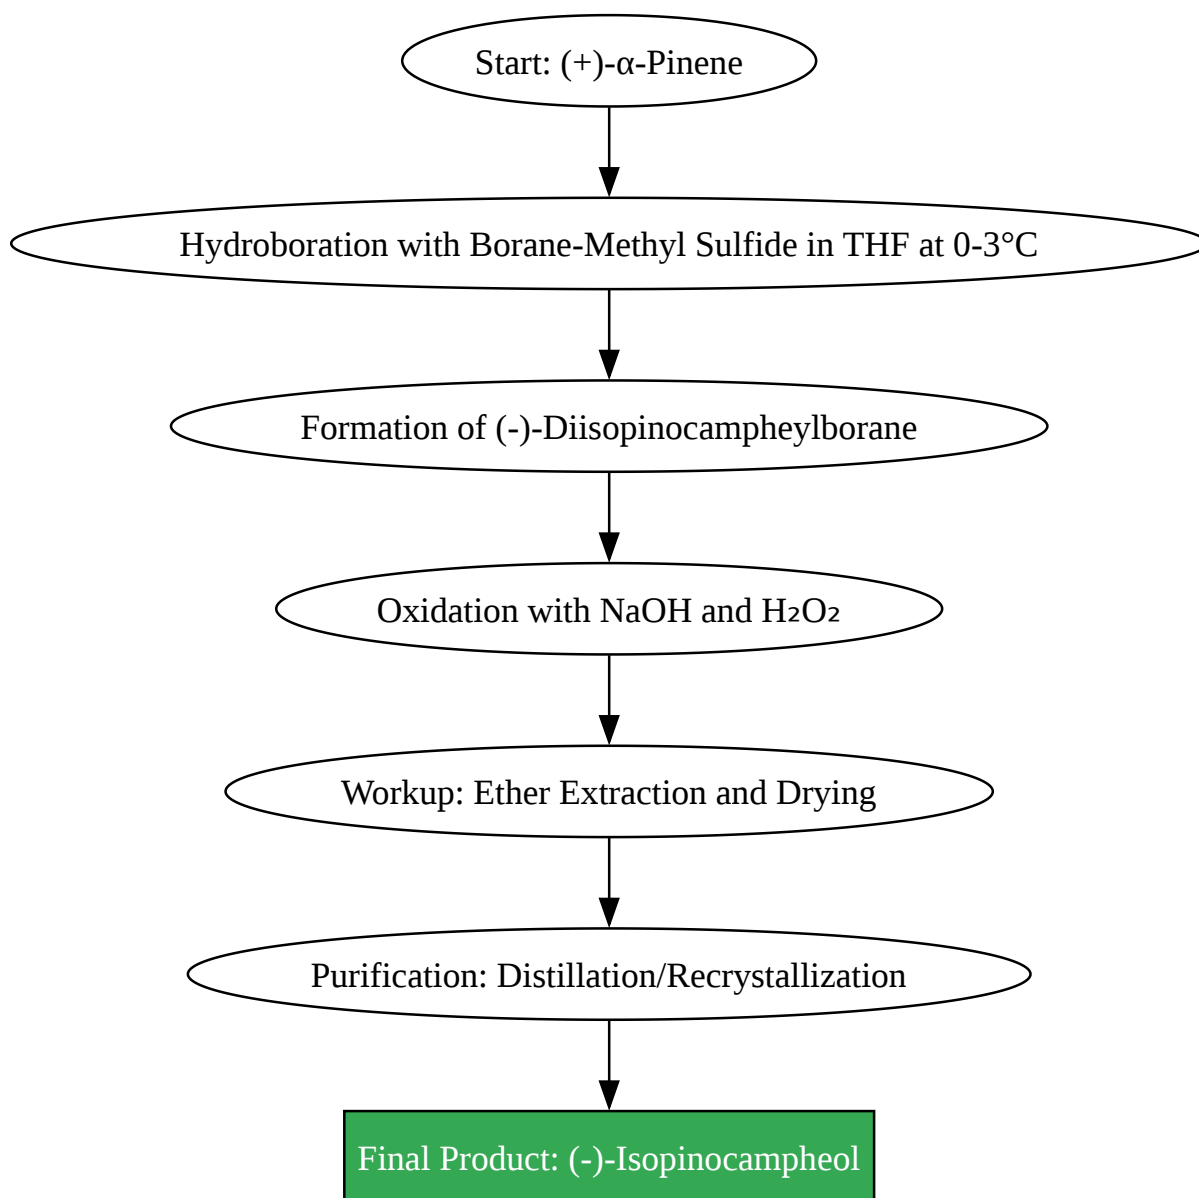 Start: (+)-α-Pinene
Hydroboration with Borane-Methyl Sulfide in THF at 0-3°C
Formation of (-)-Diisopinocampheylborane
Oxidation with NaOH and H₂O₂
Workup: Ether Extraction and Drying
Purification: Distillation/Recrystallization
Final Product: (-)-Isopinocampheol